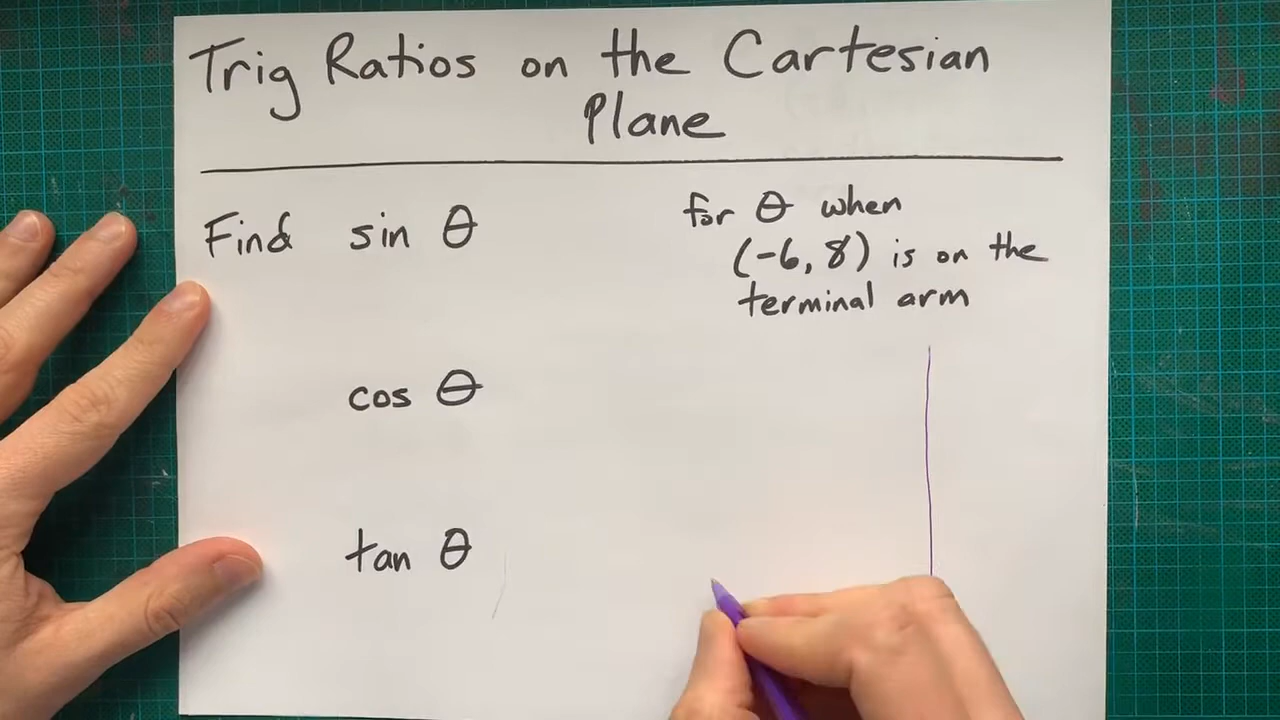 Trig Ratios on the Cartesian
Plane
Find sin θ
for θ when
(-6, 8) is on the
terminal arm
cos θ
tan θ